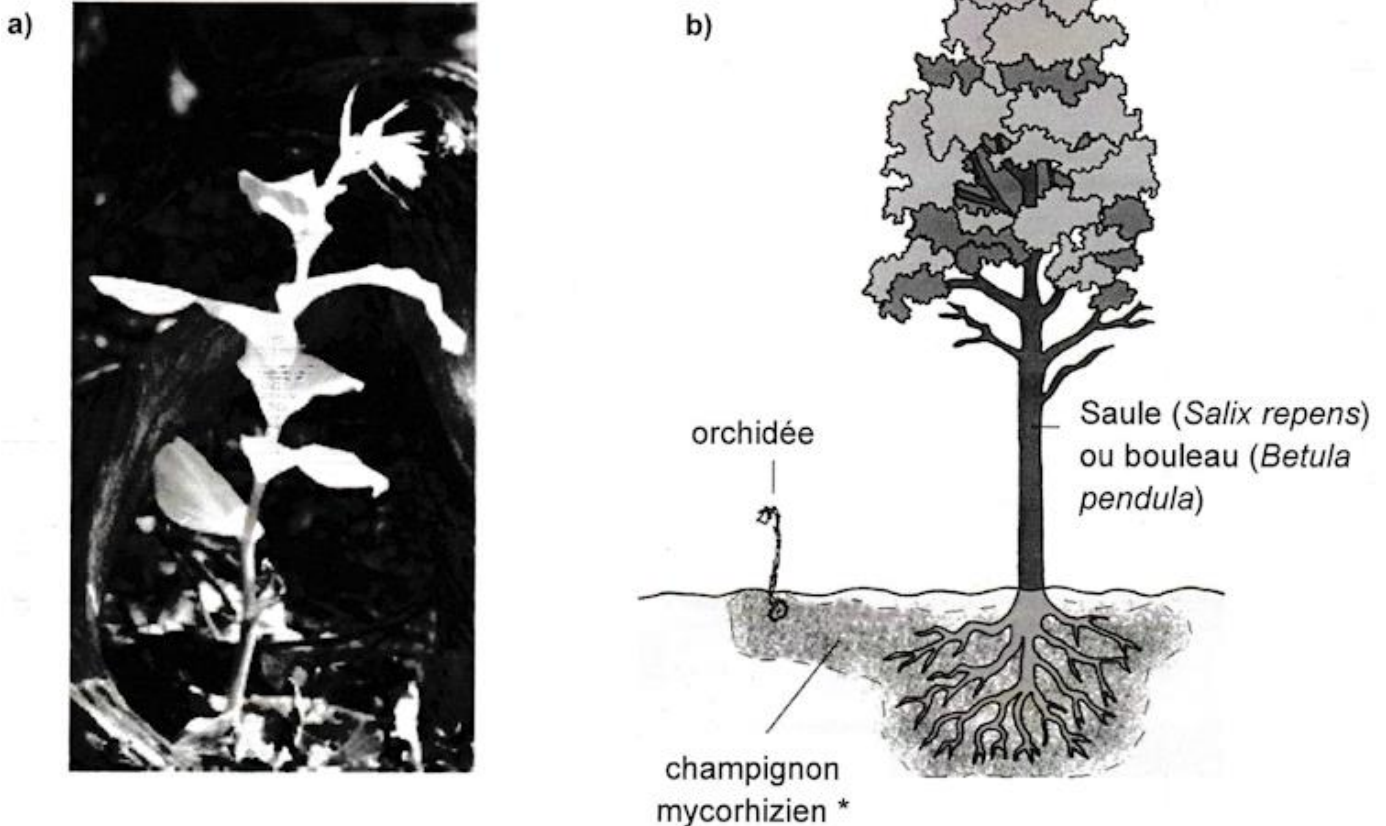 a)
b)
orchidée
Saule (Salix repens)
ou bouleau (Betula
pendula)
champignon
mycorhizien *